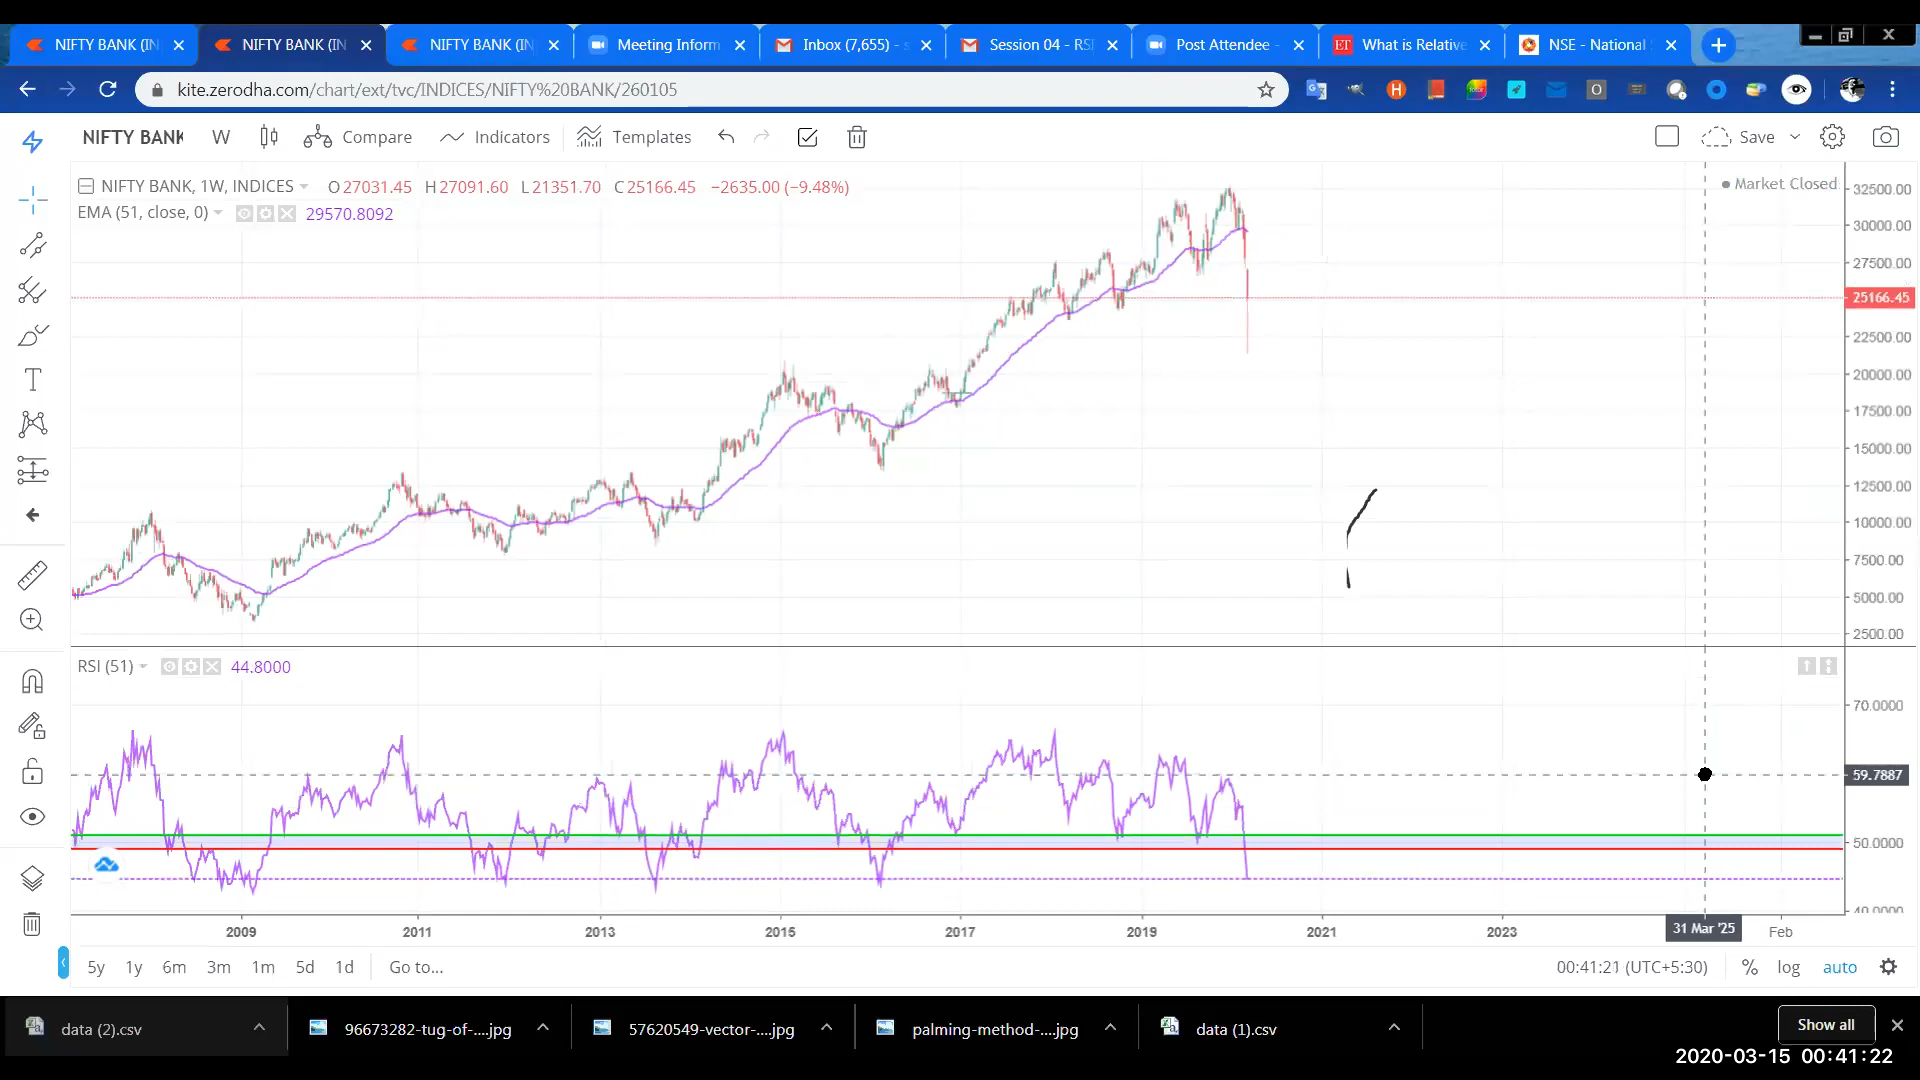 NIFTY BANK (IN
NIFTY BANK (IN
NIFTY BANK (IN
Meeting Inform
Inbox (7,655) - s
Session 04 - RSI
Post Attendee -
ET What is Relative
NSE - National
kite.zerodha.com/chart/ext/tvc/INDICES/NIFTY%20BANK/260105
NIFTY BANK W Compare Indicators Templates Save
NIFTY BANK, 1W, INDICES O27031.45 H27091.60 L21351.70 C25166.45 −2635.00 (−9.48%) Market Closed
EMA (51, close, 0) 29570.8092
32500.00
30000.00
27500.00
25166.45
22500.00
20000.00
17500.00
15000.00
12500.00
10000.00
7500.00
5000.00
2500.00
RSI (51) 44.8000
70.0000
59.7887
50.0000
40.0000
2009 2011 2013 2015 2017 2019 2021 2023 31 Mar '25 Feb
5y 1y 6m 3m 1m 5d 1d Go to... 00:41:21 (UTC+5:30) % log auto
data (2).csv 96673282-tug-of-....jpg 57620549-vector-....jpg palming-method-....jpg data (1).csv Show all
2020-03-15 00:41:22